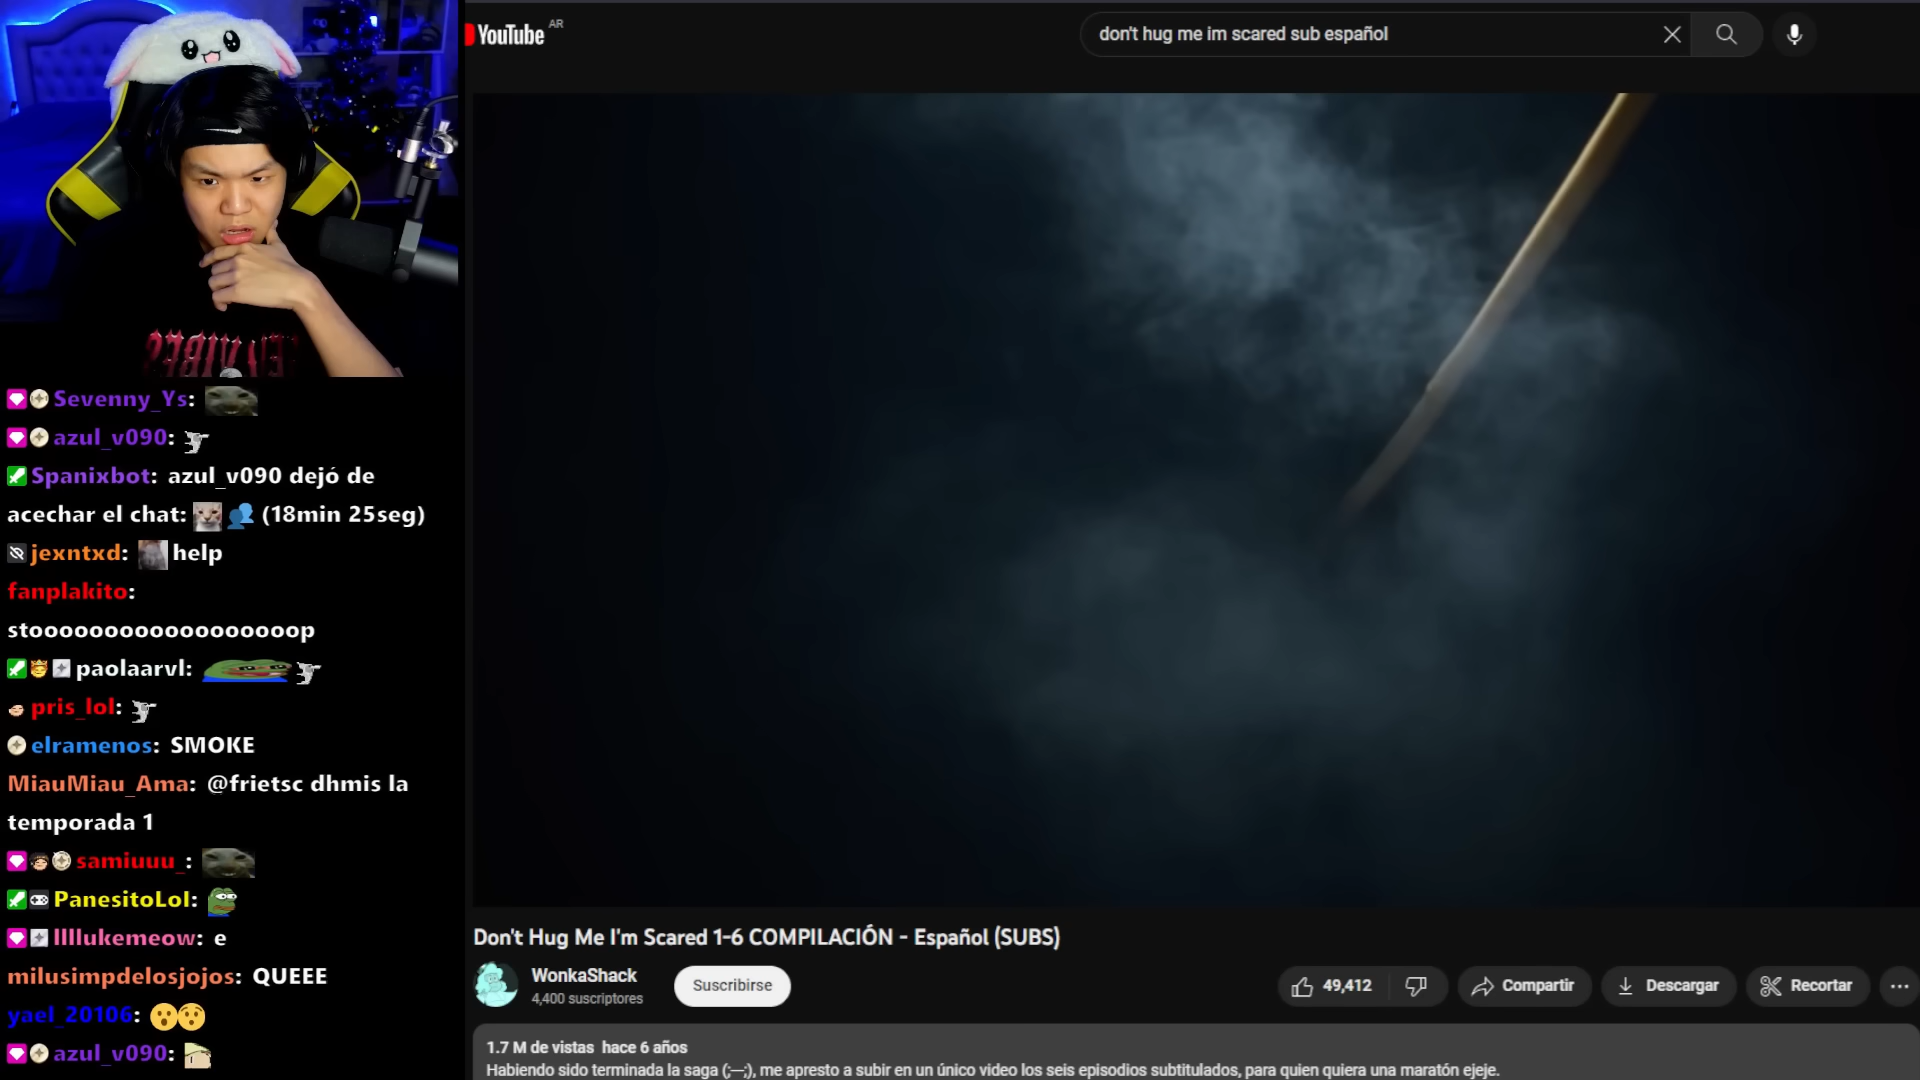 YouTube AR
don't hug me im scared sub español
Sevenny_Ys:
azul_v090:
Spanixbot: azul_v090 dejó de
acechar el chat: (18min 25seg)
jexntxd: help
fanplakito:
stoooooooooooooooooop
paolaarvl:
pris_lol:
elramenos: SMOKE
MiauMiau_Ama: @frietsc dhmis la
temporada 1
samiuuu_:
PanesitoLol:
llllukemeow: e
milusimpdelosjojos: QUEEE
yael_20106:
azul_v090:
Don't Hug Me I'm Scared 1-6 COMPILACIÓN - Español (SUBS)
WonkaShack
4,400 suscriptores
Suscribirse
49,412
Compartir
Descargar
Recortar
1.7 M de vistas hace 6 años
Habiendo sido terminada la saga (;—;), me apresto a subir en un único video los seis episodios subtitulados, para quien quiera una maratón ejeje.